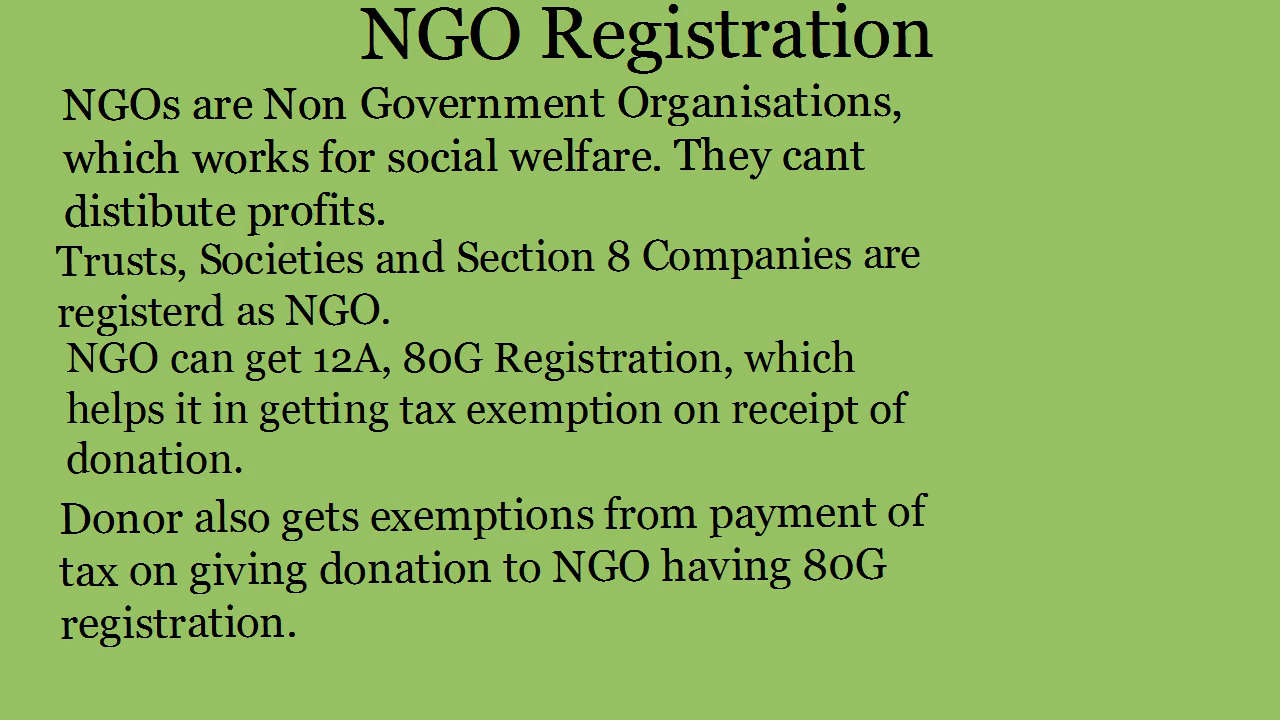 NGO Registration
NGOs are Non Government Organisations,
which works for social welfare. They cant
distibute profits.
Trusts, Societies and Section 8 Companies are
registerd as NGO.
NGO can get 12A, 80G Registration, which
helps it in getting tax exemption on receipt of
donation.
Donor also gets exemptions from payment of
tax on giving donation to NGO having 80G
registration.